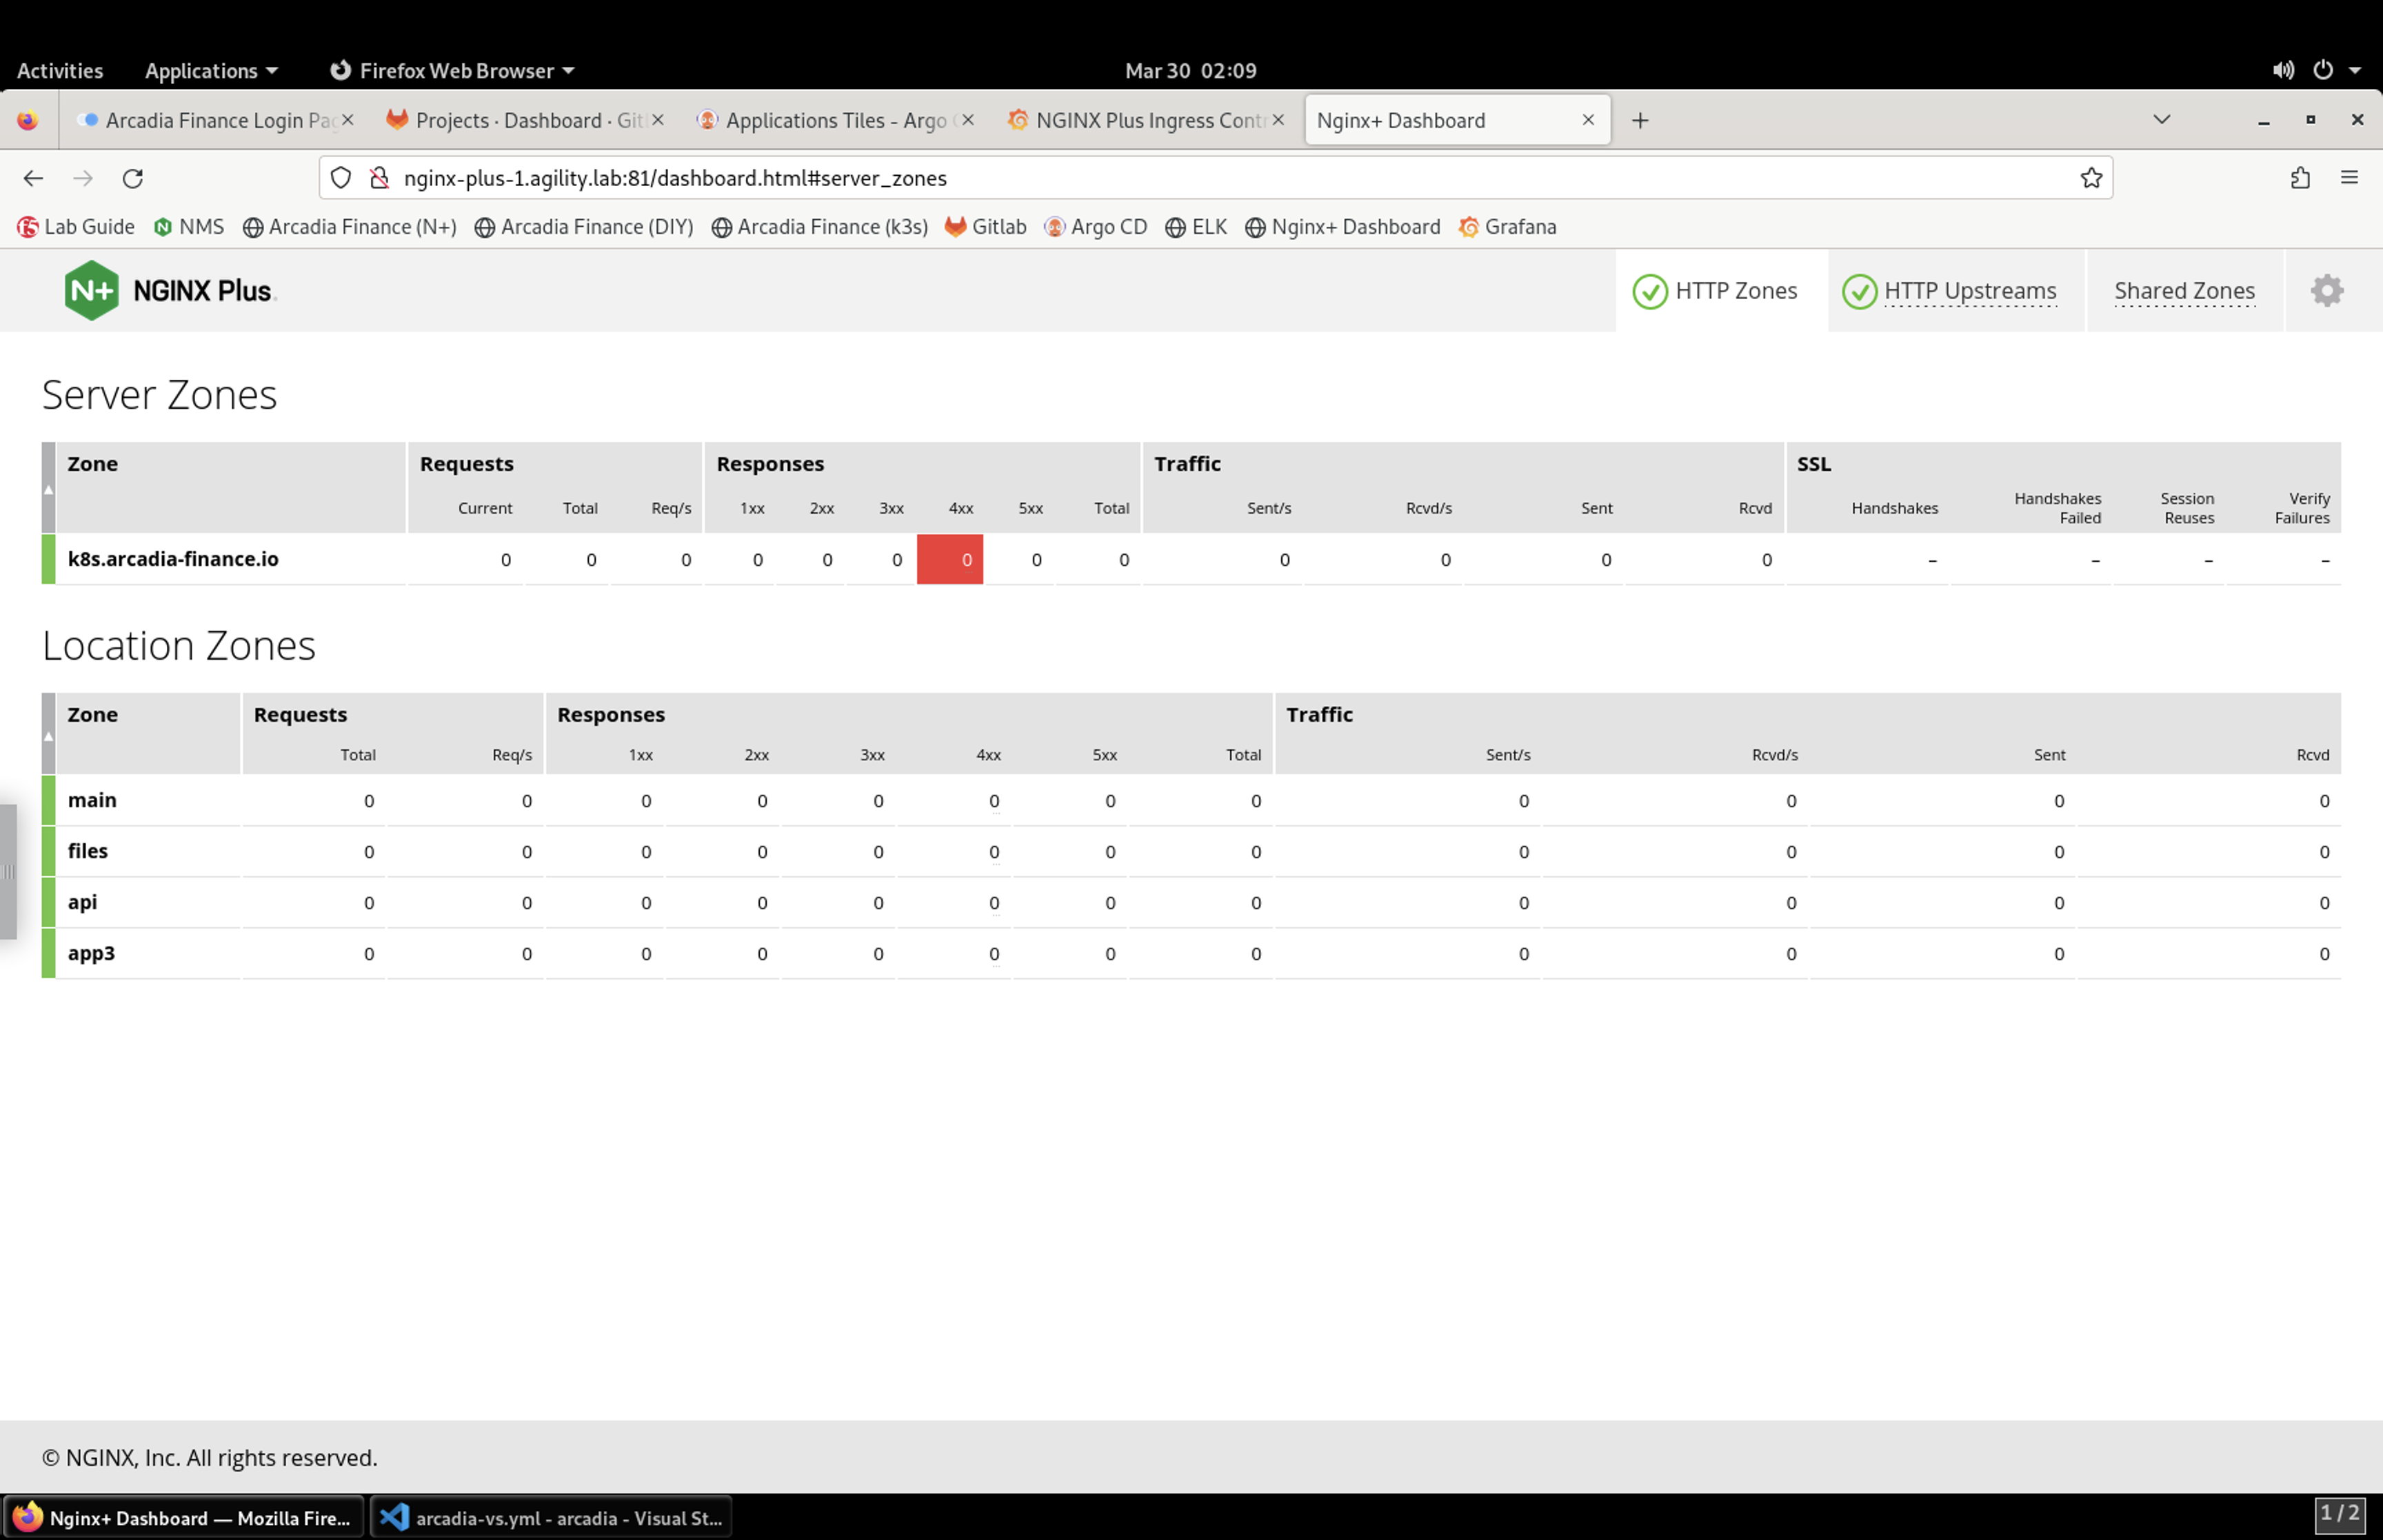 Activities Applications Firefox Web Browser Mar 30 02:09
Arcadia Finance Login Pag Projects · Dashboard · Git Applications Tiles - Argo NGINX Plus Ingress Contr Nginx+ Dashboard
nginx-plus-1.agility.lab:81/dashboard.html#server_zones
Lab Guide NMS Arcadia Finance (N+) Arcadia Finance (DIY) Arcadia Finance (k3s) Gitlab Argo CD ELK Nginx+ Dashboard Grafana
N+ NGINX Plus HTTP Zones HTTP Upstreams Shared Zones
Server Zones
Zone Requests Responses Traffic SSL
Current Total Req/s 1xx 2xx 3xx 4xx 5xx Total Sent/s Rcvd/s Sent Rcvd Handshakes Handshakes Failed Session Reuses Verify Failures
k8s.arcadia-finance.io 0 0 0 0 0 0 0 0 0 0 0 0 0 – – – –
Location Zones
Zone Requests Responses Traffic
Total Req/s 1xx 2xx 3xx 4xx 5xx Total Sent/s Rcvd/s Sent Rcvd
main 0 0 0 0 0 0 0 0 0 0 0 0
files 0 0 0 0 0 0 0 0 0 0 0 0
api 0 0 0 0 0 0 0 0 0 0 0 0
app3 0 0 0 0 0 0 0 0 0 0 0 0
© NGINX, Inc. All rights reserved.
Nginx+ Dashboard — Mozilla Fire... arcadia-vs.yml - arcadia - Visual St... 1 / 2